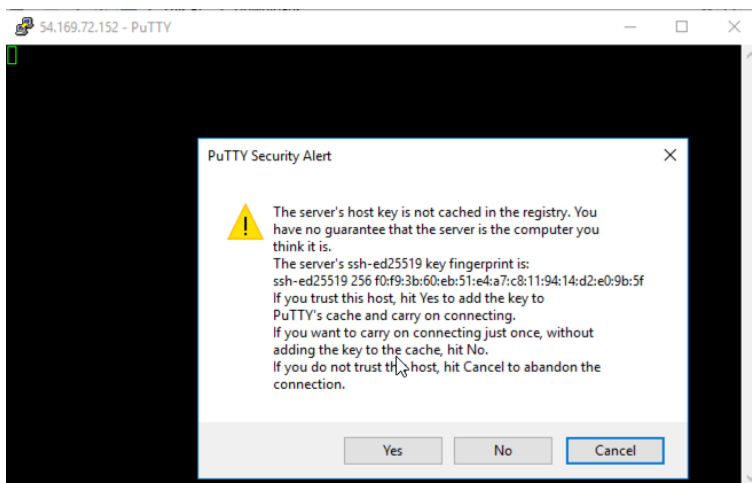 54.169.72.152 - PuTTY
PuTTY Security Alert
The server's host key is not cached in the registry. You
have no guarantee that the server is the computer you
think it is.
The server's ssh-ed25519 key fingerprint is:
ssh-ed25519 256 f0:f9:3b:60:eb:51:e4:a7:c8:11:94:14:d2:e0:9b:5f
If you trust this host, hit Yes to add the key to
PuTTY's cache and carry on connecting.
If you want to carry on connecting just once, without
adding the key to the cache, hit No.
If you do not trust this host, hit Cancel to abandon the
connection.
Yes
No
Cancel